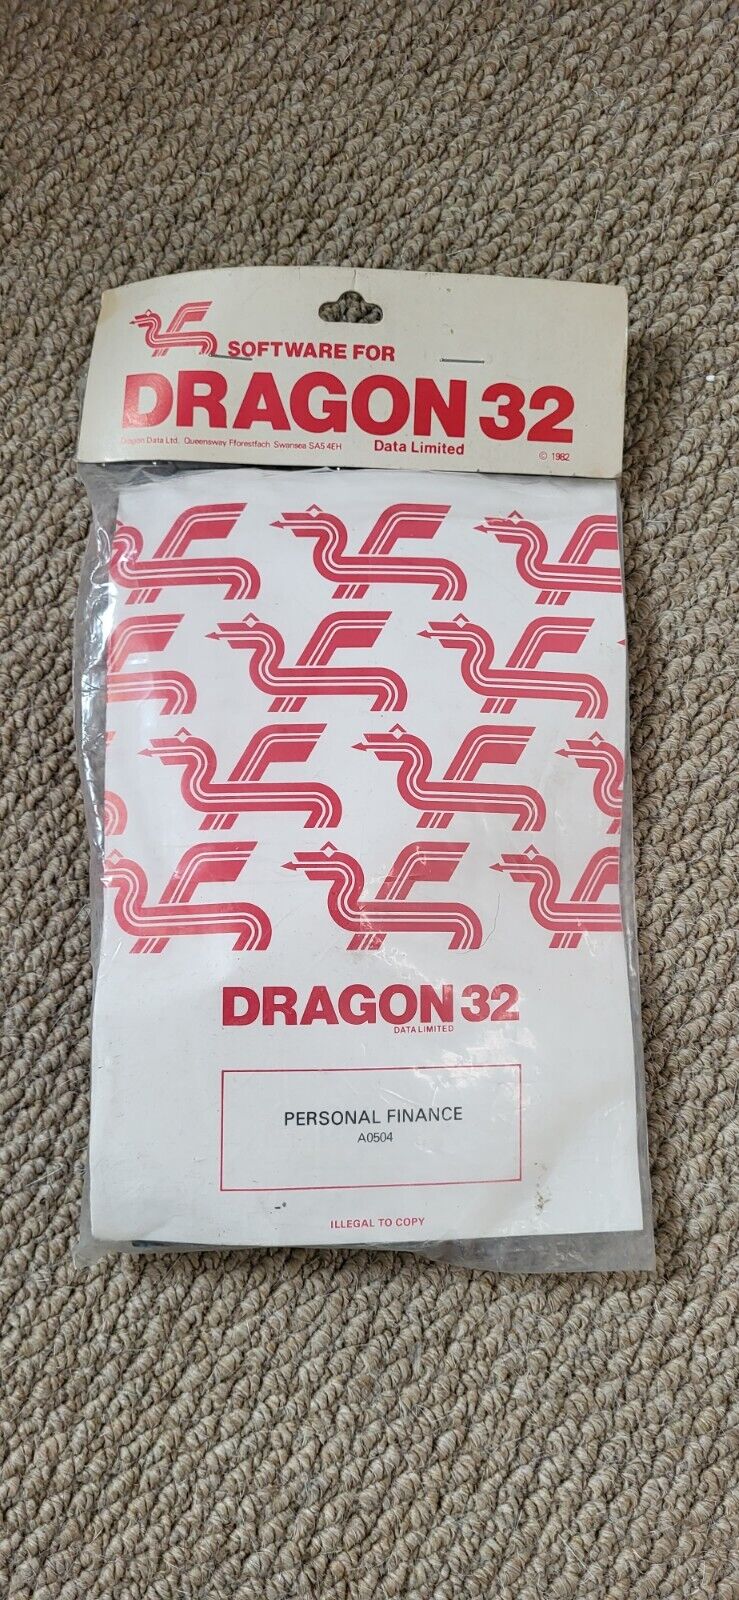 SOFTWARE FOR
DRAGON 32
Dragon Data Ltd. Queensway Fforestfach Swansea SA5 4EH
Data Limited
© 1982
DRAGON 32
DATA LIMITED
PERSONAL FINANCE
A0504
ILLEGAL TO COPY